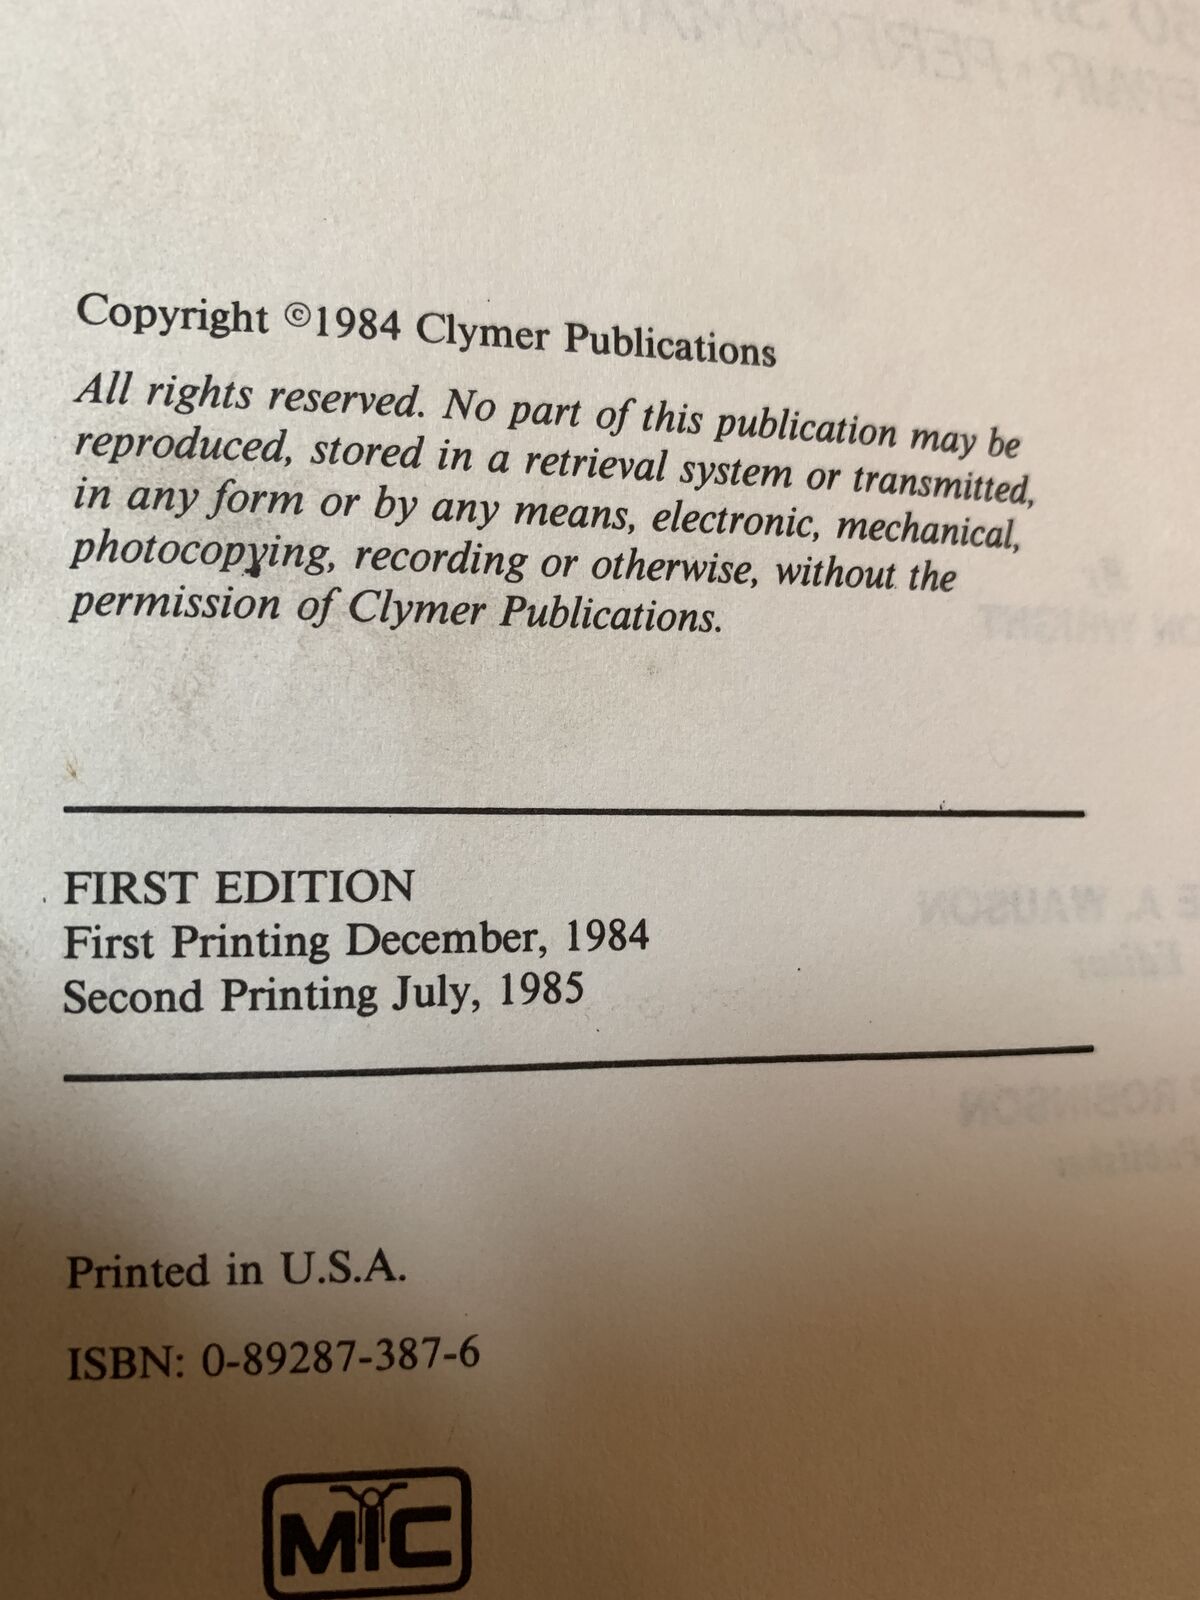 Copyright ©1984 Clymer Publications
All rights reserved. No part of this publication may be
reproduced, stored in a retrieval system or transmitted,
in any form or by any means, electronic, mechanical,
photocopying, recording or otherwise, without the
permission of Clymer Publications.
FIRST EDITION
First Printing December, 1984
Second Printing July, 1985
Printed in U.S.A.
ISBN: 0-89287-387-6
MIC